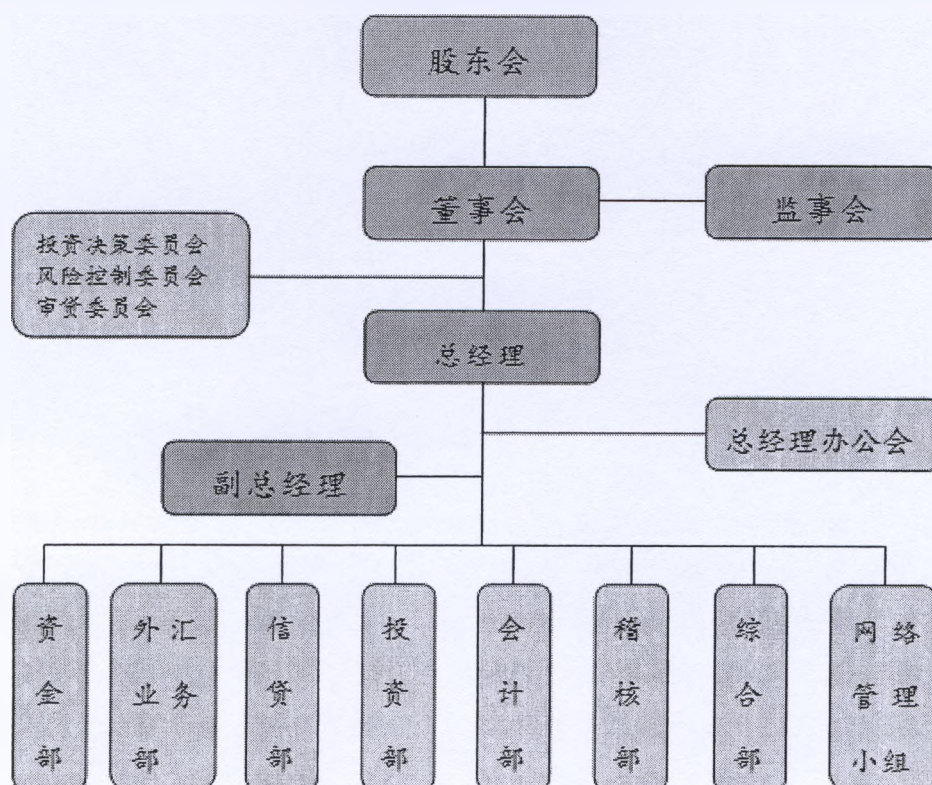 股东会
董事会
监事会
投资决策委员会
风险控制委员会
审贷委员会
总经理
总经理办公会
副总经理
资金部
外汇业务部
信贷部
投资部
会计部
稽核部
综合部
网络管理小组